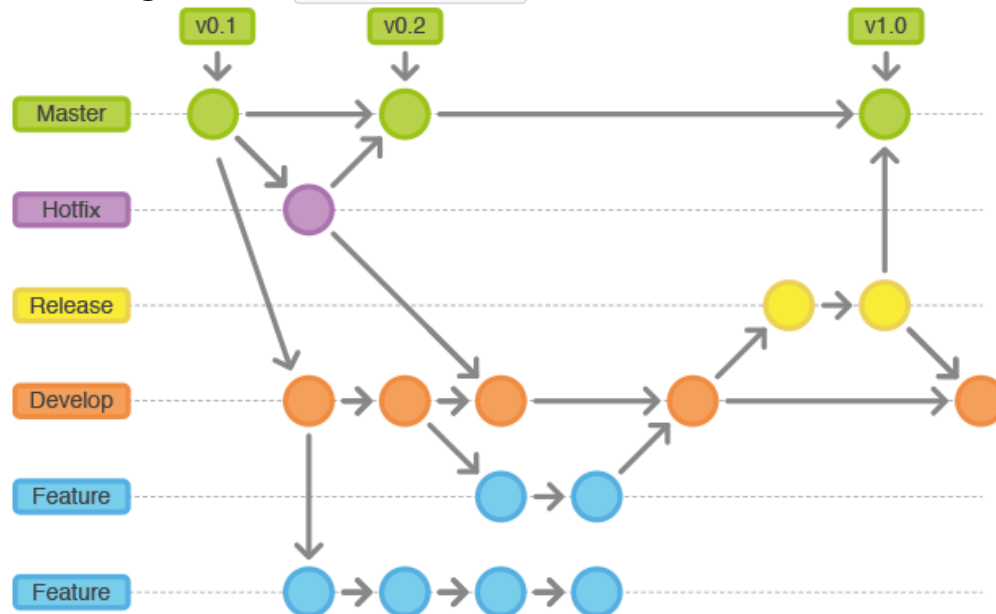 v0.1
v0.2
v1.0
Master
Hotfix
Release
Develop
Feature
Feature